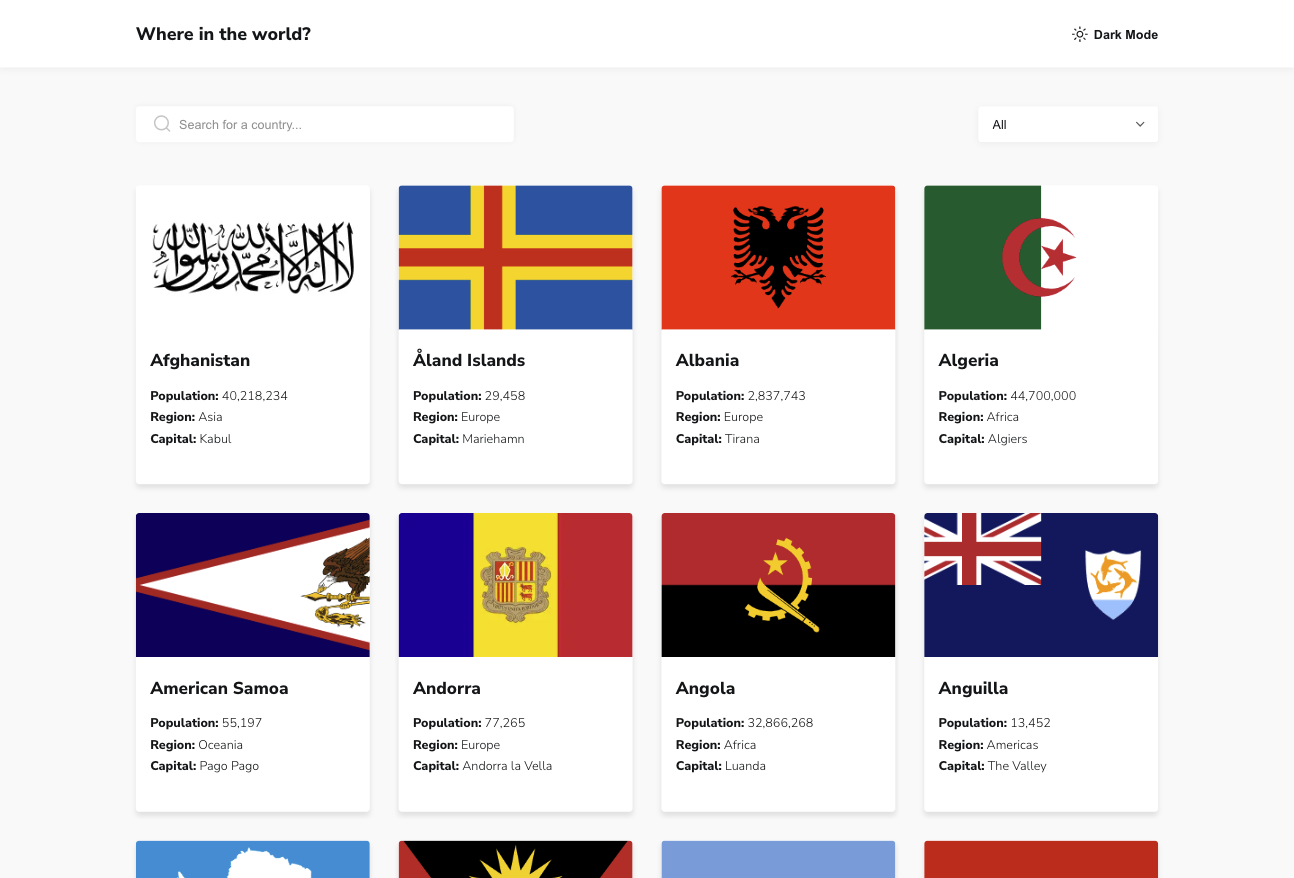 Where in the world?
Dark Mode
Search for a country...
All
لا إله إلا الله محمد رسول الله
Afghanistan
Population: 40,218,234
Region: Asia
Capital: Kabul
Åland Islands
Population: 29,458
Region: Europe
Capital: Mariehamn
Albania
Population: 2,837,743
Region: Europe
Capital: Tirana
Algeria
Population: 44,700,000
Region: Africa
Capital: Algiers
American Samoa
Population: 55,197
Region: Oceania
Capital: Pago Pago
Andorra
Population: 77,265
Region: Europe
Capital: Andorra la Vella
Angola
Population: 32,866,268
Region: Africa
Capital: Luanda
Anguilla
Population: 13,452
Region: Americas
Capital: The Valley